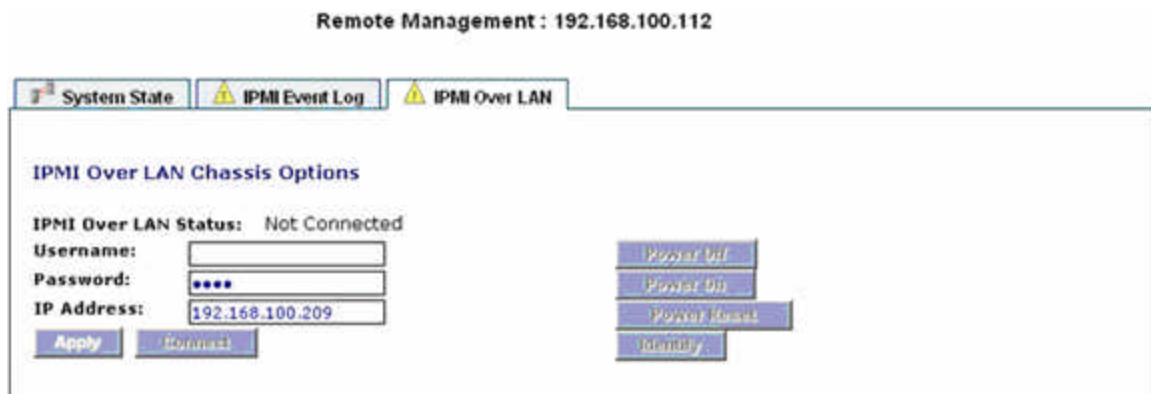 Remote Management : 192.168.100.112
System State IPMI Event Log IPMI Over LAN
IPMI Over LAN Chassis Options
IPMI Over LAN Status: Not Connected
Username:
Power Off
Password: ••••
Power On
IP Address: 192.168.100.209
Power Reset
Apply Connect
Identify